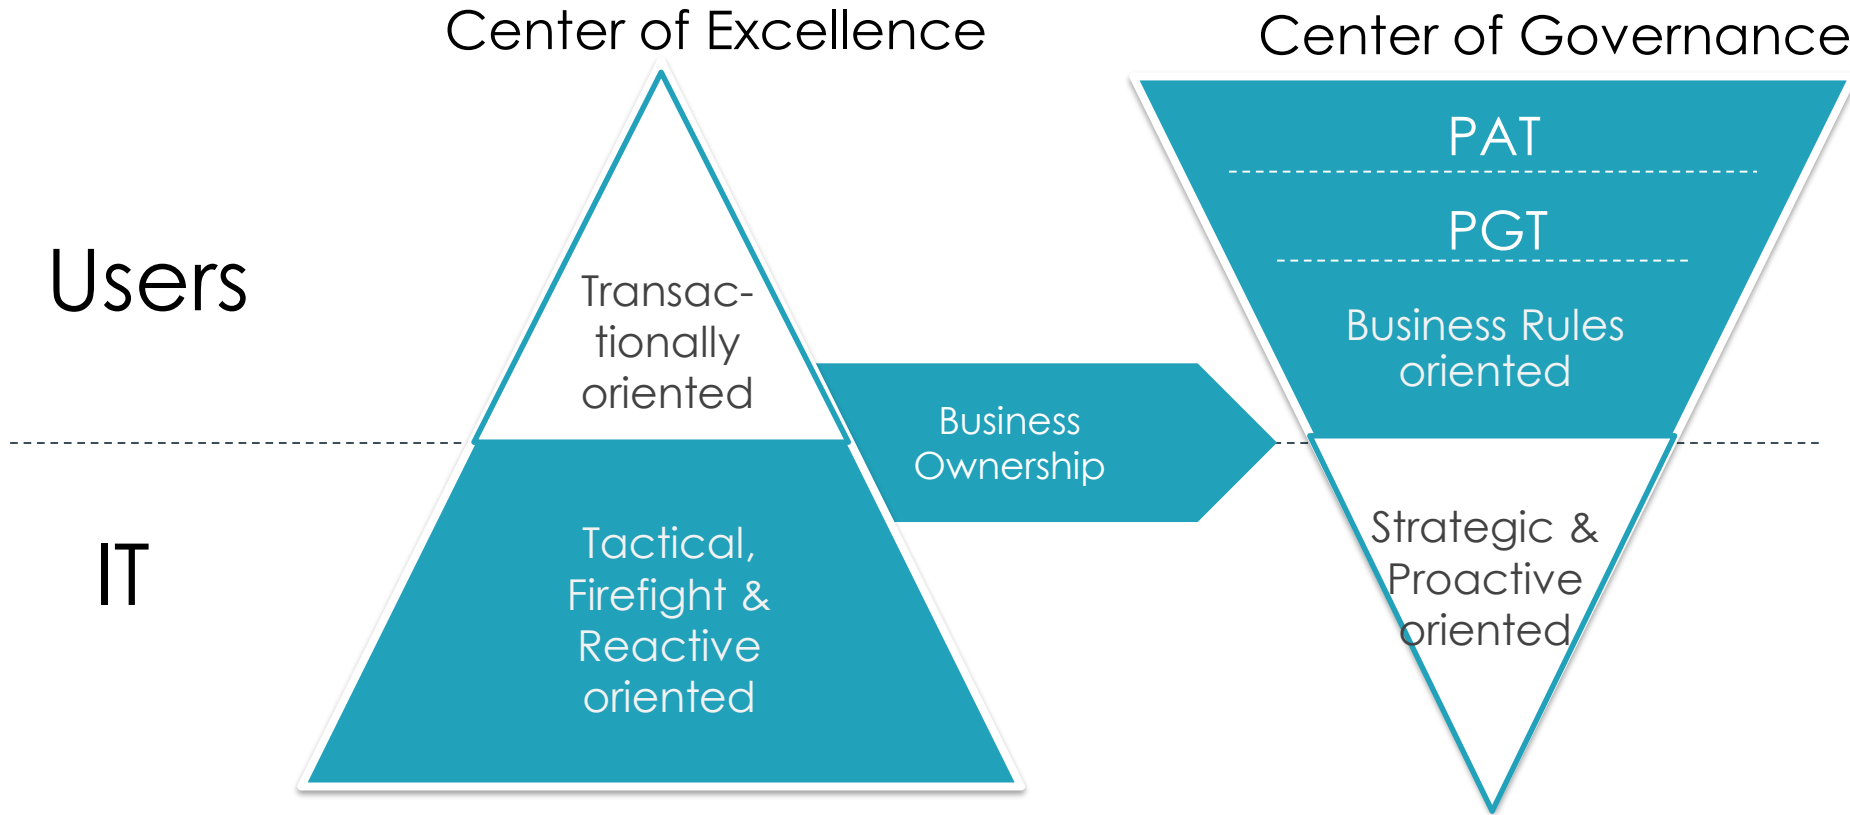 Center of Excellence
Center of Governance
Users
IT
Transac-
tionally
oriented
Tactical,
Firefight &
Reactive
oriented
Business
Ownership
PAT
PGT
Business Rules
oriented
Strategic &
Proactive
oriented